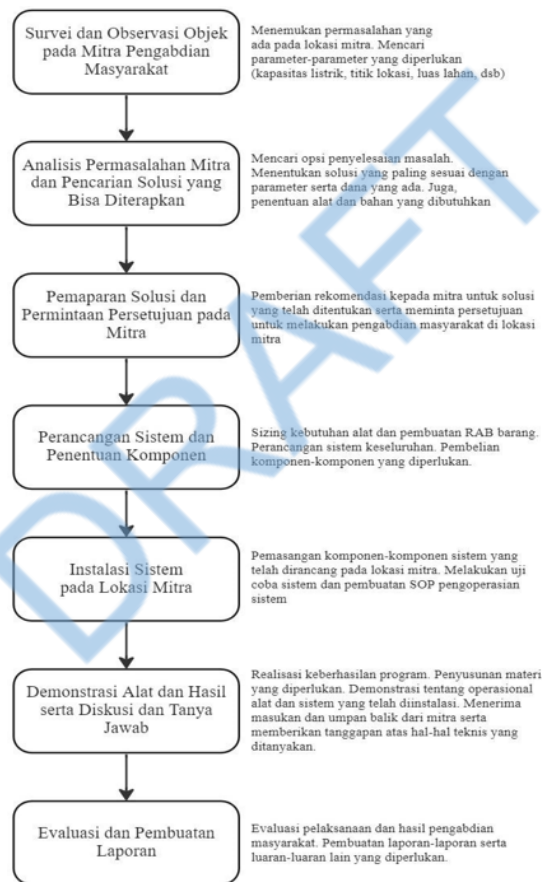 Survei dan Observasi Objek
pada Mitra Pengabdian
Masyarakat
Menemukan permasalahan yang
ada pada lokasi mitra. Mencari
parameter-parameter yang diperlukan
(kapasitas listrik, titik lokasi, luas lahan, dsb)
Analisis Permasalahan Mitra
dan Pencarian Solusi yang
Bisa Diterapkan
Mencari opsi penyelesaian masalah.
Menentukan solusi yang paling sesuai dengan
parameter serta dana yang ada. Juga,
penentuan alat dan bahan yang dibutuhkan
Pemaparan Solusi dan
Permintaan Persetujuan pada
Mitra
Pemberian rekomendasi kepada mitra untuk solusi
yang telah ditentukan serta meminta persetujuan
untuk melakukan pengabdian masyarakat di lokasi
mitra
Perancangan Sistem dan
Penentuan Komponen
Sizing kebutuhan alat dan pembuatan RAB barang.
Perancangan sistem keseluruhan. Pembelian
komponen-komponen yang diperlukan.
Instalasi Sistem
pada Lokasi Mitra
Pemasangan komponen-komponen sistem yang
telah dirancang pada lokasi mitra. Melakukan uji
coba sistem dan pembuatan SOP pengoperasian
sistem
Demonstrasi Alat dan Hasil
serta Diskusi dan Tanya
Jawab
Realisasi keberhasilan program. Penyusunan materi
yang diperlukan. Demonstrasi tentang operasional
alat dan sistem yang telah diinstalasi. Menerima
masukan dan umpan balik dari mitra serta
memberikan tanggapan atas hal-hal teknis yang
ditanyakan.
Evaluasi dan Pembuatan
Laporan
Evaluasi pelaksanaan dan hasil pengabdian
masyarakat. Pembuatan laporan-laporan serta
luaran-luaran lain yang diperlukan.
DRAFT